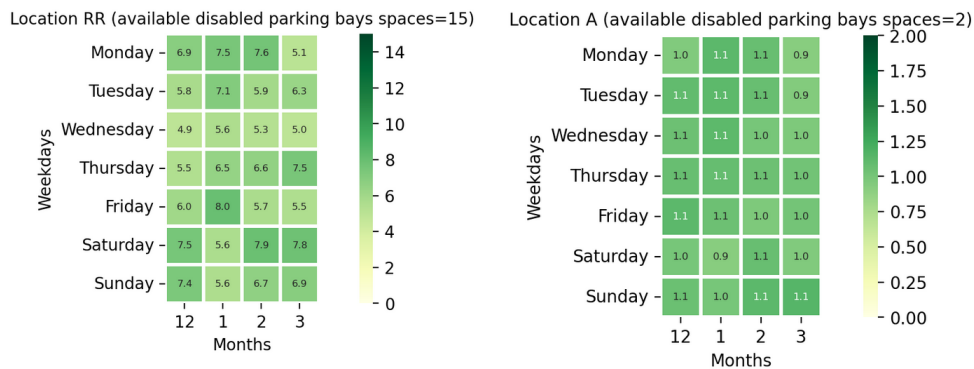 Location RR (available disabled parking bays spaces=15)
Monday 6.9 7.5 7.6 5.1
Tuesday 5.8 7.1 5.9 6.3
Wednesday 4.9 5.6 5.3 5.0
Thursday 5.5 6.5 6.6 7.5
Friday 6.0 8.0 5.7 5.5
Saturday 7.5 5.6 7.9 7.8
Sunday 7.4 5.6 6.7 6.9
12 1 2 3
Months
Weekdays
14
12
10
8
6
4
2
0
Location A (available disabled parking bays spaces=2)
Monday 1.0 1.1 1.1 0.9
Tuesday 1.1 1.1 1.1 0.9
Wednesday 1.1 1.1 1.0 1.0
Thursday 1.1 1.1 1.1 1.0
Friday 1.1 1.1 1.0 1.0
Saturday 1.0 0.9 1.1 1.0
Sunday 1.1 1.0 1.1 1.1
12 1 2 3
Months
Weekdays
2.00
1.75
1.50
1.25
1.00
0.75
0.50
0.25
0.00